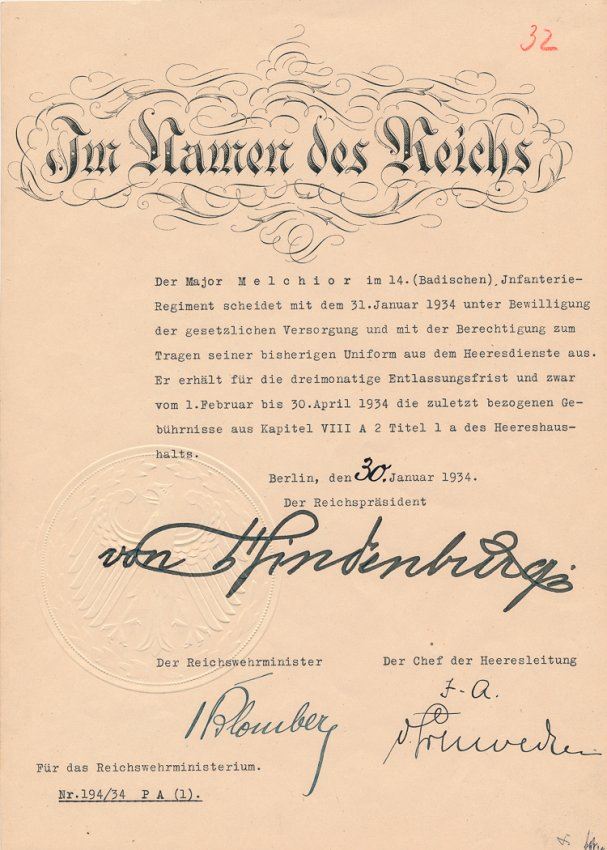 32
Im Namen des Reichs
Der Major M e l c h i o r im 14.(Badischen) Jnfanterie-
Regiment scheidet mit dem 31.Januar 1934 unter Bewilligung
der gesetzlichen Versorgung und mit der Berechtigung zum
Tragen seiner bisherigen Uniform aus dem Heeresdienste aus.
Er erhält für die dreimonatige Entlassungsfrist und zwar
vom 1.Februar bis 30.April 1934 die zuletzt bezogenen Ge-
bührnisse aus Kapitel VIII A 2 Titel 1 a des Heereshaus-
halts.
Berlin, den 30. Januar 1934.
Der Reichspräsident
von Hindenburg
Der Reichswehrminister
Der Chef der Heeresleitung
J. A.
vBlomberg
Für das Reichswehrministerium.
Nr.194/34 P A (1).